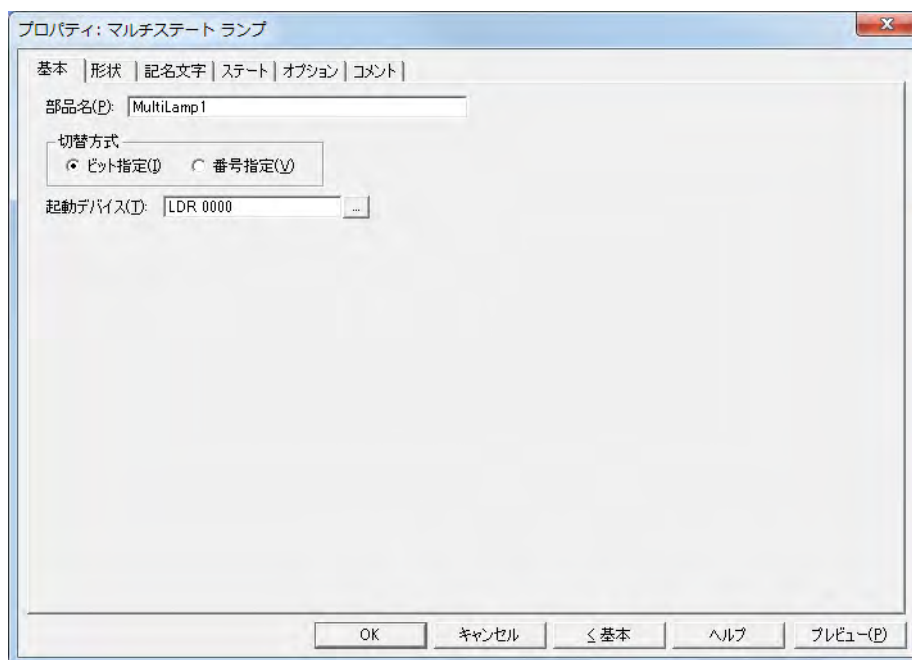 プロパティ: マルチステート ランプ
基本 形状 記名文字 ステート オプション コメント
部品名(P): MultiLamp1
切替方式
ビット指定(I) 番号指定(V)
起動デバイス(T): LDR 0000 ...
OK キャンセル < 基本 ヘルプ プレビュー(P)